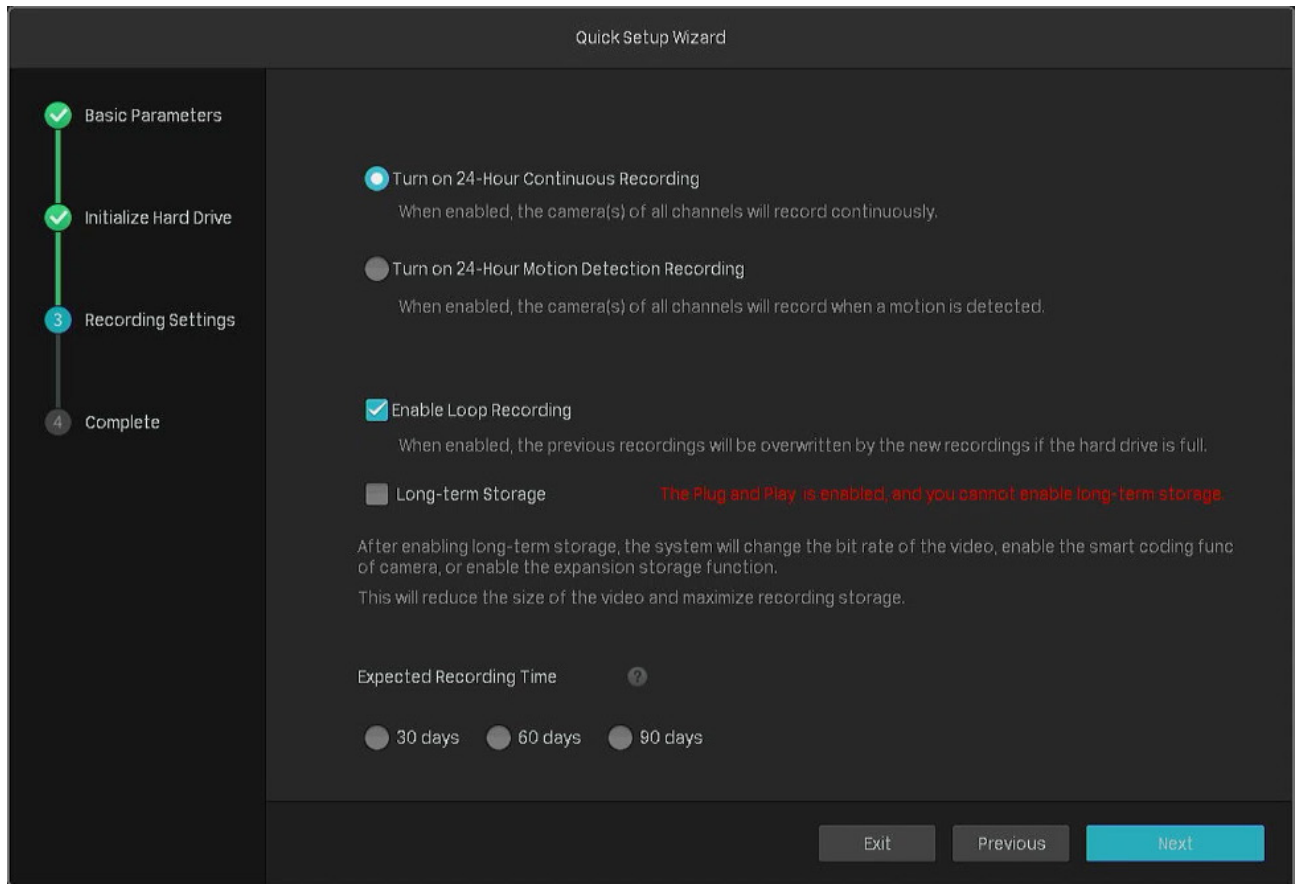 Quick Setup Wizard
Basic Parameters
Initialize Hard Drive
3 Recording Settings
4 Complete
Turn on 24-Hour Continuous Recording
When enabled, the camera(s) of all channels will record continuously.
Turn on 24-Hour Motion Detection Recording
When enabled, the camera(s) of all channels will record when a motion is detected.
Enable Loop Recording
When enabled, the previous recordings will be overwritten by the new recordings if the hard drive is full.
Long-term Storage The Plug and Play is enabled, and you cannot enable long-term storage.
After enabling long-term storage, the system will change the bit rate of the video, enable the smart coding func
of camera, or enable the expansion storage function.
This will reduce the size of the video and maximize recording storage.
Expected Recording Time ?
30 days 60 days 90 days
Exit Previous Next